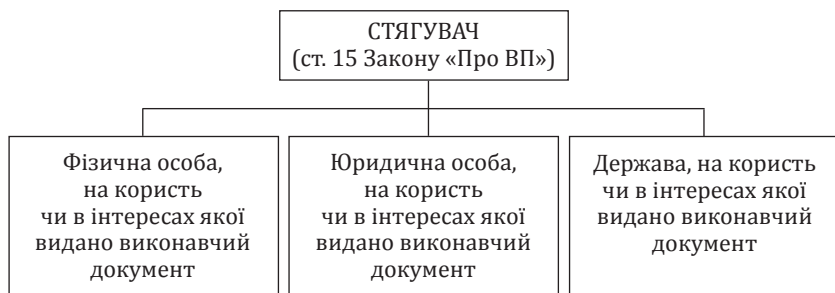 СТЯГУВАЧ
(ст. 15 Закону «Про ВП»)
Фізична особа,
на користь
чи в інтересах якої
видано виконавчий
документ
Юридична особа,
на користь
чи в інтересах якої
видано виконавчий
документ
Держава, на користь
чи в інтересах якої
видано виконавчий
документ